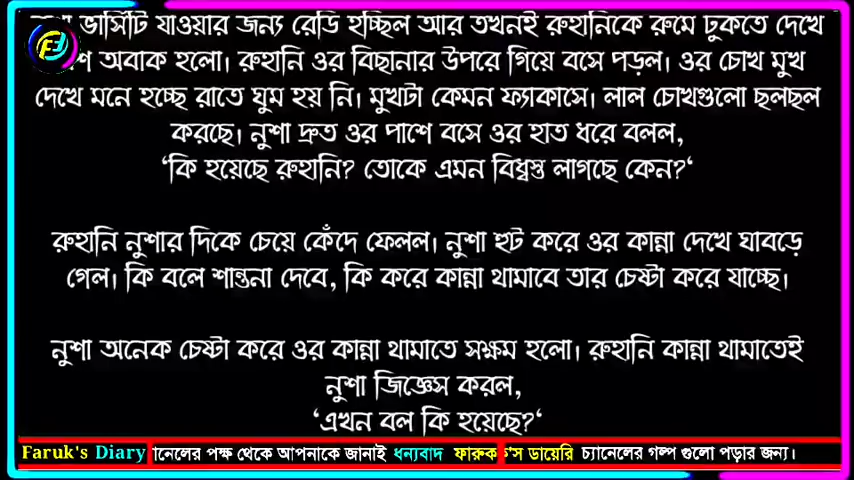 ভার্সিটি যাওয়ার জন্য রেডি হচ্ছিল আর তখনই রুহানিকে রুমে ঢুকতে দেখে
অবাক হলো। রুহানি ওর বিছানার উপরে গিয়ে বসে পড়ল। ওর চোখ মুখ
দেখে মনে হচ্ছে রাতে ঘুম হয় নি। মুখটা কেমন ফ্যাকাসে। লাল চোখগুলো ছলছল
করছে। নুশা দ্রুত ওর পাশে বসে ওর হাত ধরে বলল,
‘কি হয়েছে রুহানি? তোকে এমন বিধ্বস্ত লাগছে কেন?‘
রুহানি নুশার দিকে চেয়ে কেঁদে ফেলল। নুশা হুট করে ওর কান্না দেখে ঘাবড়ে
গেল। কি বলে শান্তনা দেবে, কি করে কান্না থামাবে তার চেষ্টা করে যাচ্ছে।
নুশা অনেক চেষ্টা করে ওর কান্না থামাতে সক্ষম হলো। রুহানি কান্না থামাতেই
নুশা জিজ্ঞেস করল,
‘এখন বল কি হয়েছে?‘
Faruk's Diary যানেলের পক্ষ থেকে আপনাকে জানাই ধন্যবাদ ফারুক'স ডায়েরি চ্যানেলের গল্প গুলো পড়ার জন্য।